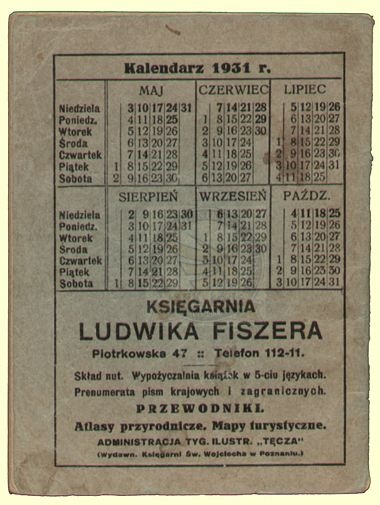 Kalendarz 1931 r.
MAJ CZERWIEC LIPIEC
Niedziela 3 10 17 24 31 7 14 21 28 5 12 19 26
Poniedz. 4 11 18 25 1 8 15 22 29 6 13 20 27
Wtorek 5 12 19 26 2 9 16 23 30 7 14 21 28
Środa 6 13 20 27 3 10 17 24 1 8 15 22 29
Czwartek 7 14 21 28 4 11 18 25 2 9 16 23 30
Piątek 1 8 15 22 29 5 12 19 26 3 10 17 24 31
Sobota 2 9 16 23 30 6 13 20 27 4 11 18 25
SIERPIEŃ WRZESIEŃ PAŹDZ.
Niedziela 2 9 16 23 30 6 13 20 27 4 11 18 25
Poniedz. 3 10 17 24 31 7 14 21 28 5 12 19 26
Wtorek 4 11 18 25 1 8 15 22 29 6 13 20 27
Środa 5 12 19 26 2 9 16 23 30 7 14 21 28
Czwartek 6 13 20 27 3 10 17 24 1 8 15 22 29
Piątek 7 14 21 28 4 11 18 25 2 9 16 23 30
Sobota 1 8 15 22 29 5 12 19 26 3 10 17 24 31
KSIĘGARNIA
LUDWIKA FISZERA
Piotrkowska 47 :: Telefon 112-11.
Skład nut. Wypożyczalnia książek w 5-ciu językach.
Prenumerata pism krajowych i zagranicznych.
PRZEWODNIKI.
Atlasy przyrodnicze. Mapy turystyczne.
ADMINISTRACJA TYG. ILUSTR. „TĘCZA"
(Wydawn. Księgarni Św. Wojciecha w Poznaniu.)